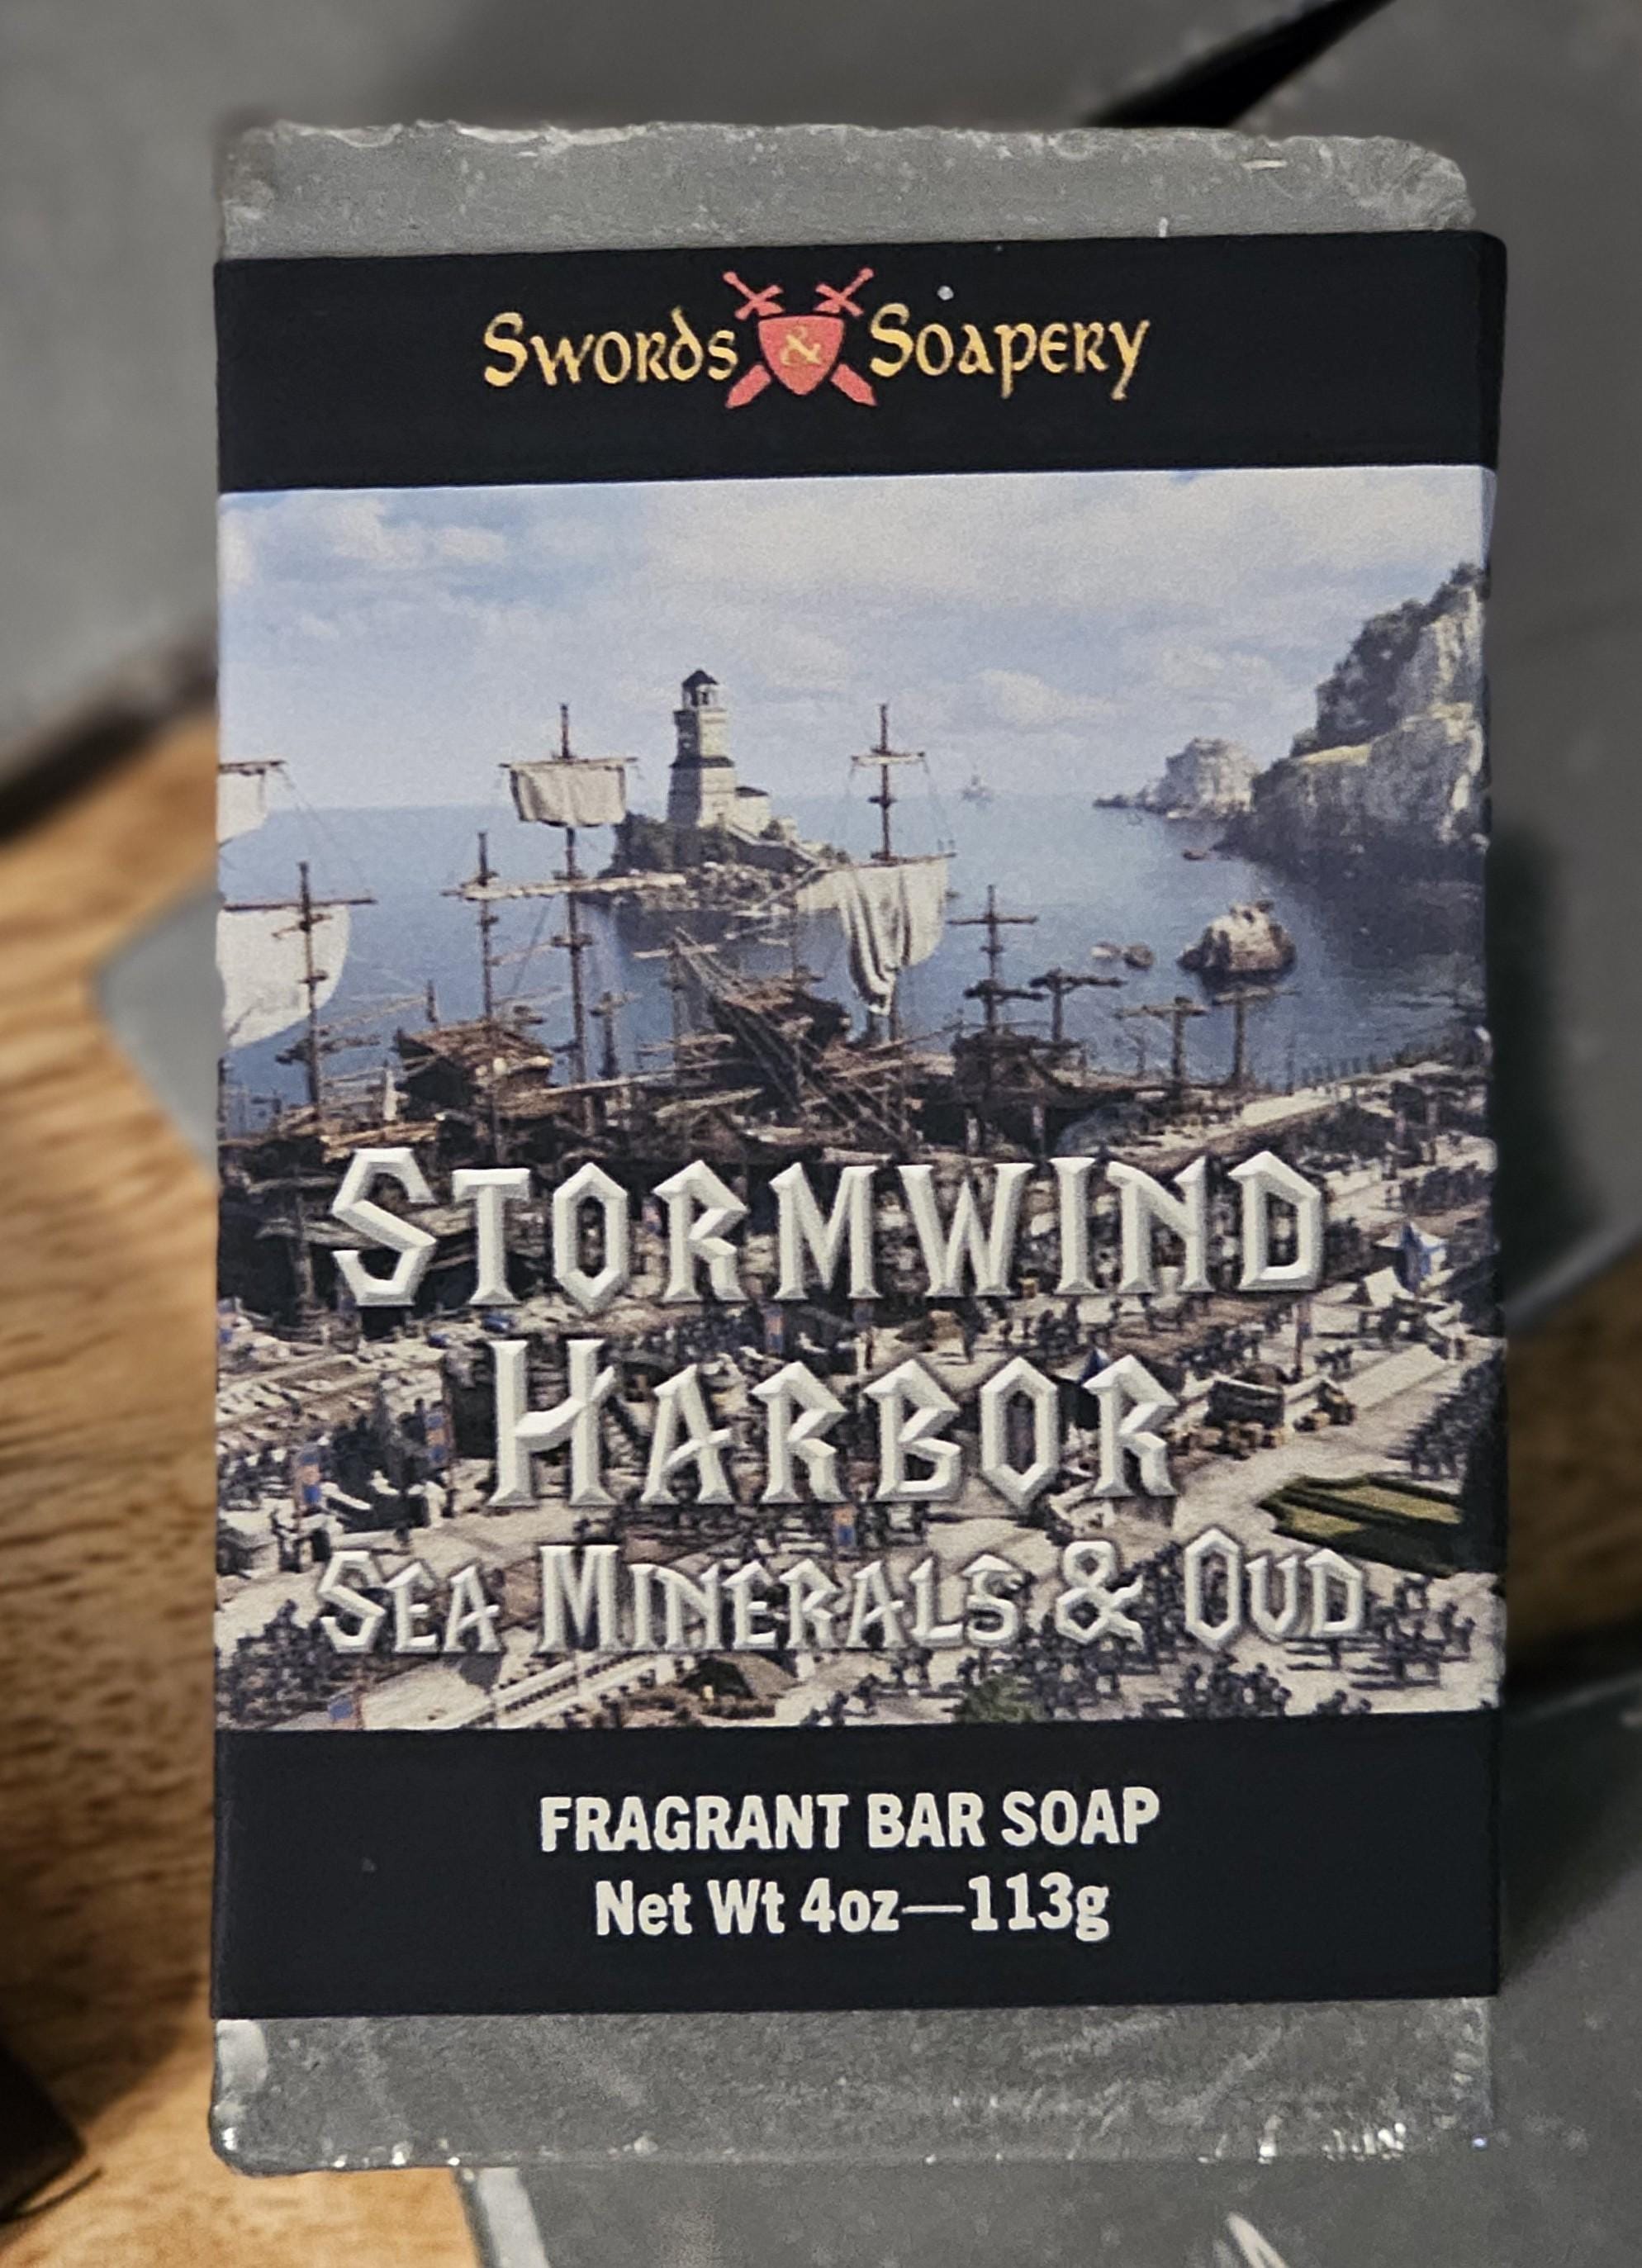 Swords & Soapery
Stormwind
Harbor
Sea Minerals & Oud
FRAGRANT BAR SOAP
Net Wt 4oz—113g